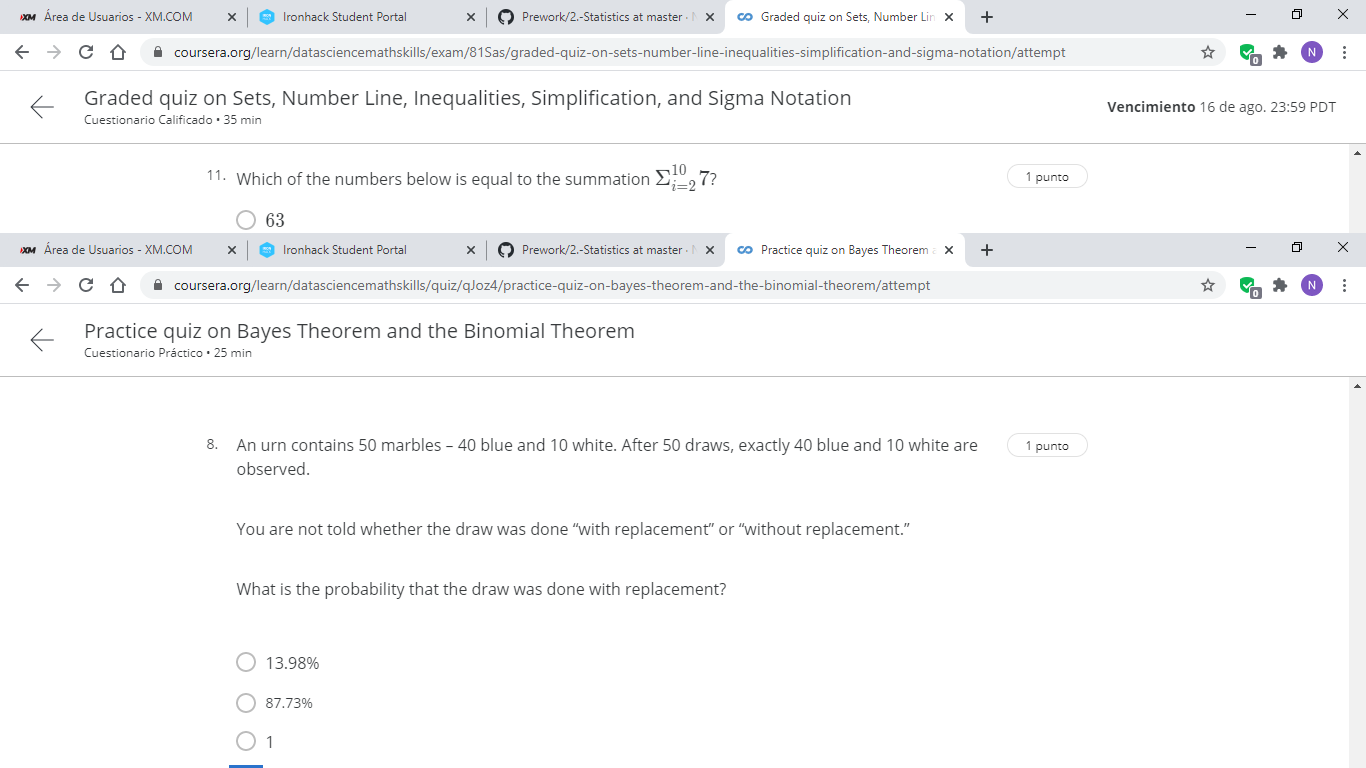 XM Área de Usuarios - XM.COM Ironhack Student Portal Prework/2.-Statistics at master · Graded quiz on Sets, Number Lin
coursera.org/learn/datasciencemathskills/exam/81Sas/graded-quiz-on-sets-number-line-inequalities-simplification-and-sigma-notation/attempt 0 N
Graded quiz on Sets, Number Line, Inequalities, Simplification, and Sigma Notation
Cuestionario Calificado • 35 min
Vencimiento 16 de ago. 23:59 PDT
11. Which of the numbers below is equal to the summation Σ_{i=2}^{10} 7?
1 punto
63
XM Área de Usuarios - XM.COM Ironhack Student Portal Prework/2.-Statistics at master · Practice quiz on Bayes Theorem
coursera.org/learn/datasciencemathskills/quiz/qJoz4/practice-quiz-on-bayes-theorem-and-the-binomial-theorem/attempt 0 N
Practice quiz on Bayes Theorem and the Binomial Theorem
Cuestionario Práctico • 25 min
8. An urn contains 50 marbles – 40 blue and 10 white. After 50 draws, exactly 40 blue and 10 white are
observed.
1 punto
You are not told whether the draw was done “with replacement” or “without replacement.”
What is the probability that the draw was done with replacement?
13.98%
87.73%
1